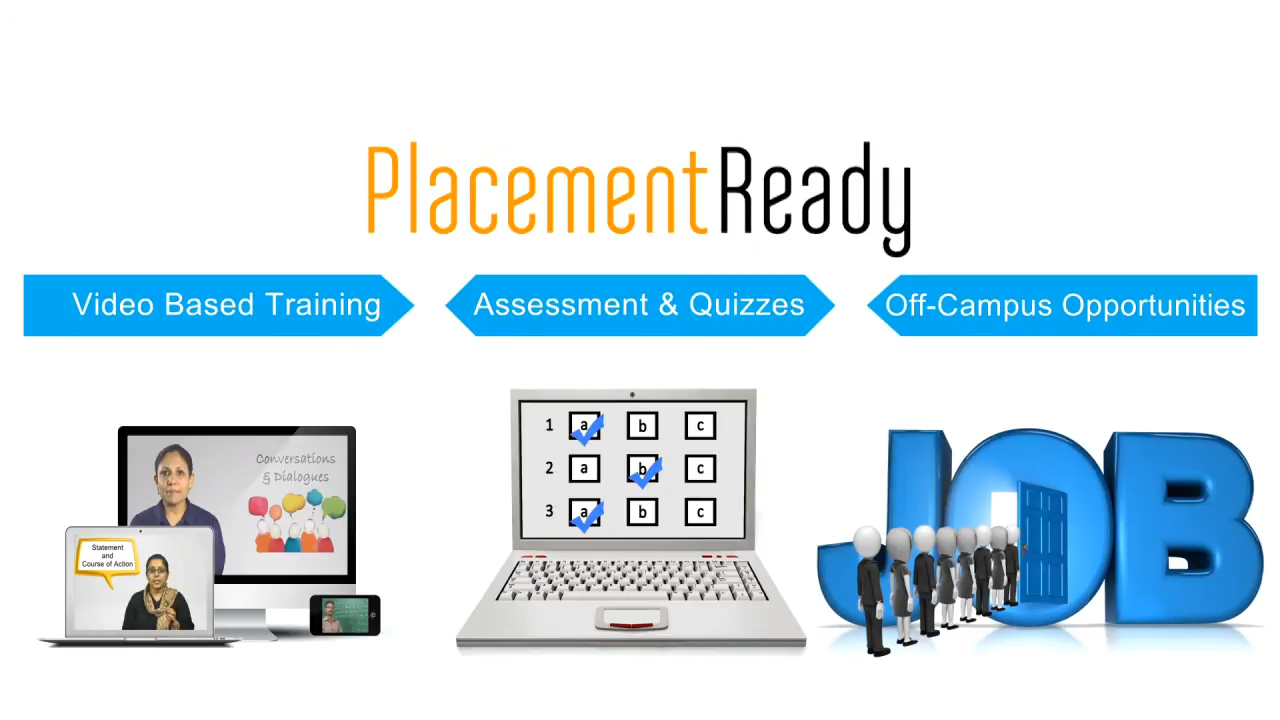 PlacementReady
Video Based Training
Assessment & Quizzes
Off-Campus Opportunities
Conversations
& Dialogues
Statement
and
Course of Action
1 a b c
2 a b c
3 a b c
JOB